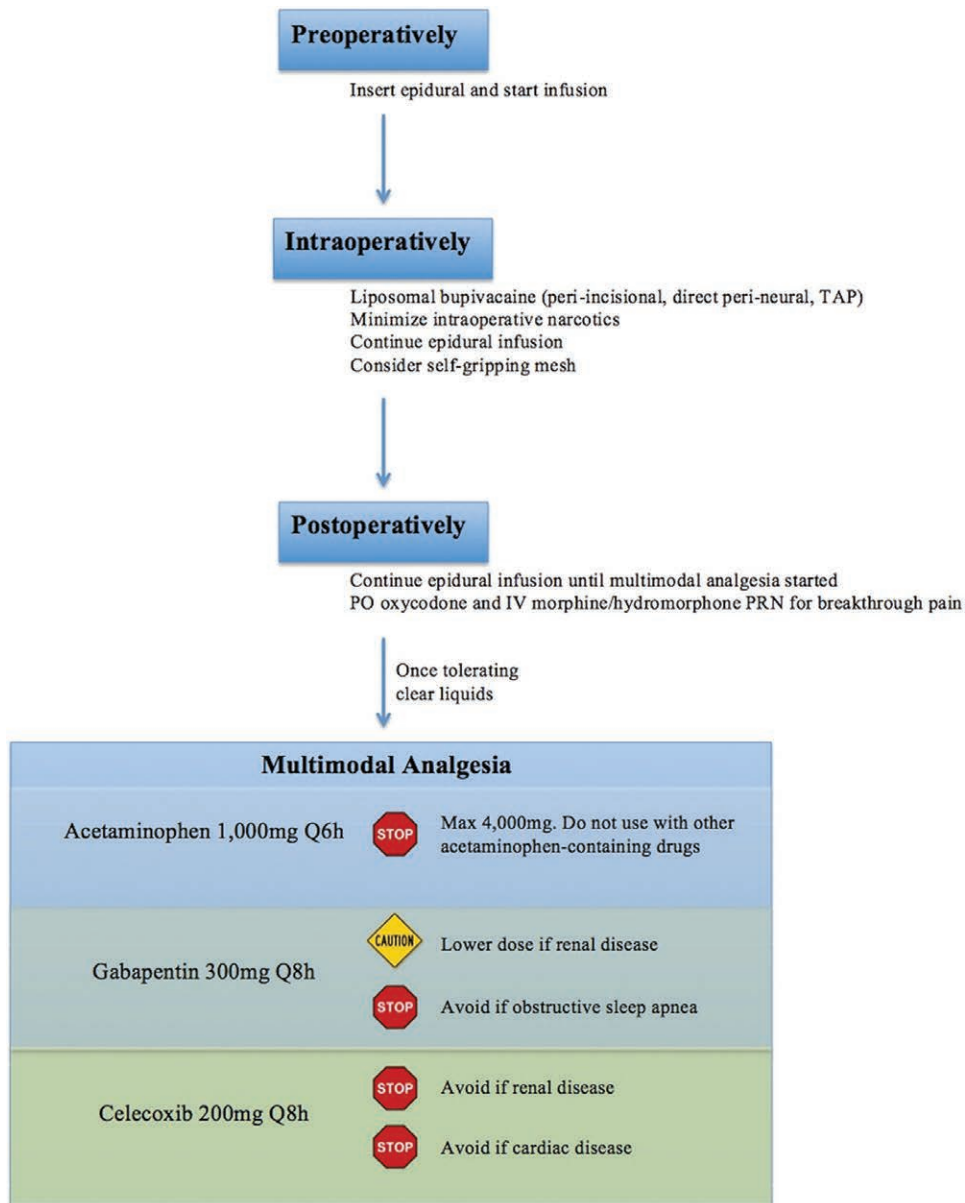 Preoperatively
Insert epidural and start infusion
Intraoperatively
Liposomal bupivacaine (peri-incisional, direct peri-neural, TAP)
Minimize intraoperative narcotics
Continue epidural infusion
Consider self-gripping mesh
Postoperatively
Continue epidural infusion until multimodal analgesia started
PO oxycodone and IV morphine/hydromorphone PRN for breakthrough pain
Once tolerating
clear liquids
Multimodal Analgesia
Acetaminophen 1,000mg Q6h
STOP
Max 4,000mg. Do not use with other
acetaminophen-containing drugs
Gabapentin 300mg Q8h
CAUTION
Lower dose if renal disease
STOP
Avoid if obstructive sleep apnea
Celecoxib 200mg Q8h
STOP
Avoid if renal disease
STOP
Avoid if cardiac disease